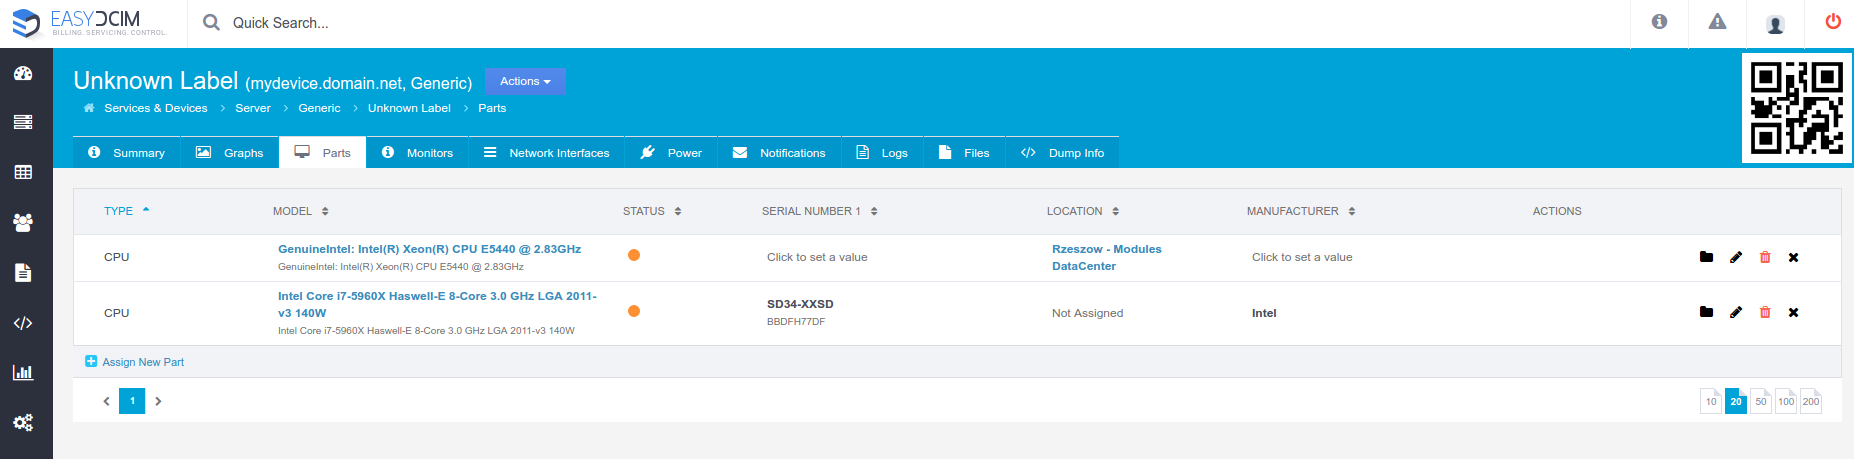 EASYDCIM
BILLING. SERVICING. CONTROL.
Quick Search...
Unknown Label (mydevice.domain.net, Generic)
Actions
Services & Devices > Server > Generic > Unknown Label > Parts
Summary Graphs Parts Monitors Network Interfaces Power Notifications Logs Files Dump Info
TYPE MODEL STATUS SERIAL NUMBER 1 LOCATION MANUFACTURER ACTIONS
CPU
GenuineIntel: Intel(R) Xeon(R) CPU E5440 @ 2.83GHz
GenuineIntel: Intel(R) Xeon(R) CPU E5440 @ 2.83GHz
Click to set a value
Rzeszow - Modules
DataCenter
Click to set a value
CPU
Intel Core i7-5960X Haswell-E 8-Core 3.0 GHz LGA 2011-
v3 140W
Intel Core i7-5960X Haswell-E 8-Core 3.0 GHz LGA 2011-v3 140W
SD34-XXSD
BBDFH77DF
Not Assigned
Intel
Assign New Part
1
10 20 50 100 200